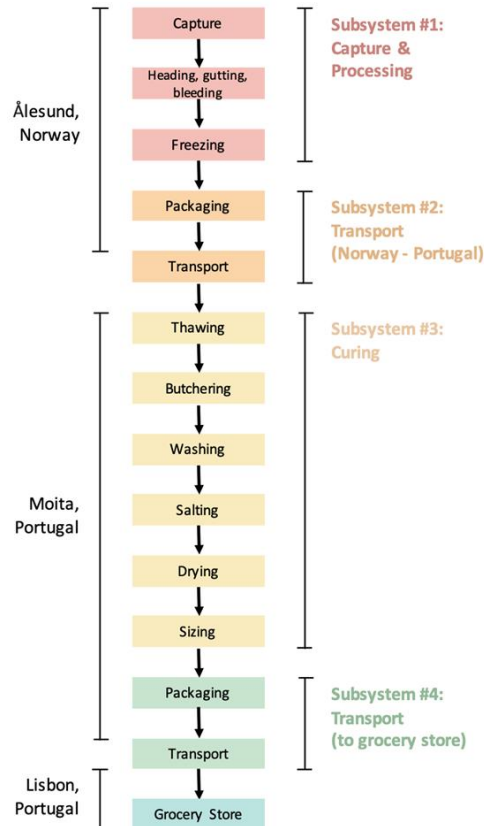 Capture
Subsystem #1:
Capture &
Processing
Heading, gutting,
bleeding
Ålesund,
Norway
Freezing
Packaging
Subsystem #2:
Transport
(Norway - Portugal)
Transport
Thawing
Subsystem #3:
Curing
Butchering
Washing
Moita,
Portugal
Salting
Drying
Sizing
Packaging
Subsystem #4:
Transport
(to grocery store)
Transport
Lisbon,
Portugal
Grocery Store